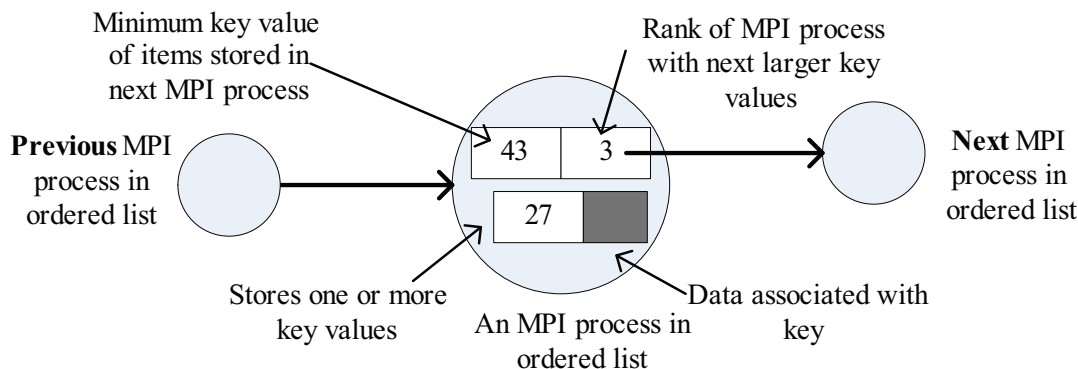 Minimum key value
of items stored in
next MPI process
Rank of MPI process
with next larger key
values
Previous MPI
process in
ordered list
43
3
27
Next MPI
process in
ordered list
Stores one or more
key values
An MPI process in
ordered list
Data associated with
key